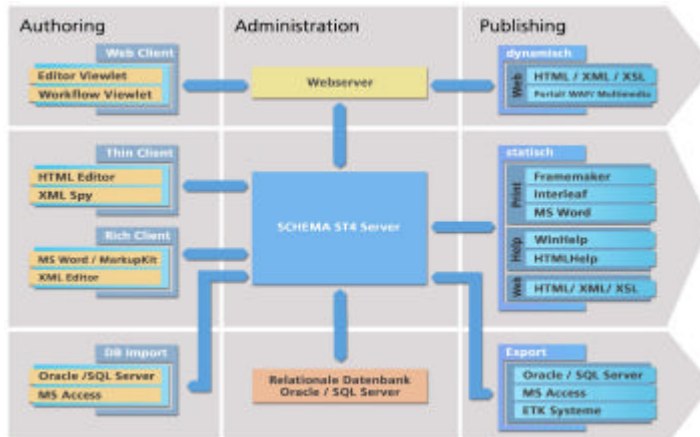 Authoring
Administration
Publishing
Web Client
Editor Viewlet
Workflow Viewlet
Webserver
dynamisch
Web
HTML / XML / XSL
Portal/ WAP/ Multimedia
Thin Client
HTML Editor
XML Spy
Rich Client
MS Word / MarkupKit
XML Editor
SCHEMA ST4 Server
statisch
Print
Framemaker
Interleaf
MS Word
Help
WinHelp
HTMLHelp
Web
HTML/ XML/ XSL
DB Import
Oracle /SQL Server
MS Access
Relationale Datenbank
Oracle / SQL Server
Export
Oracle / SQL Server
MS Access
ETK Systeme